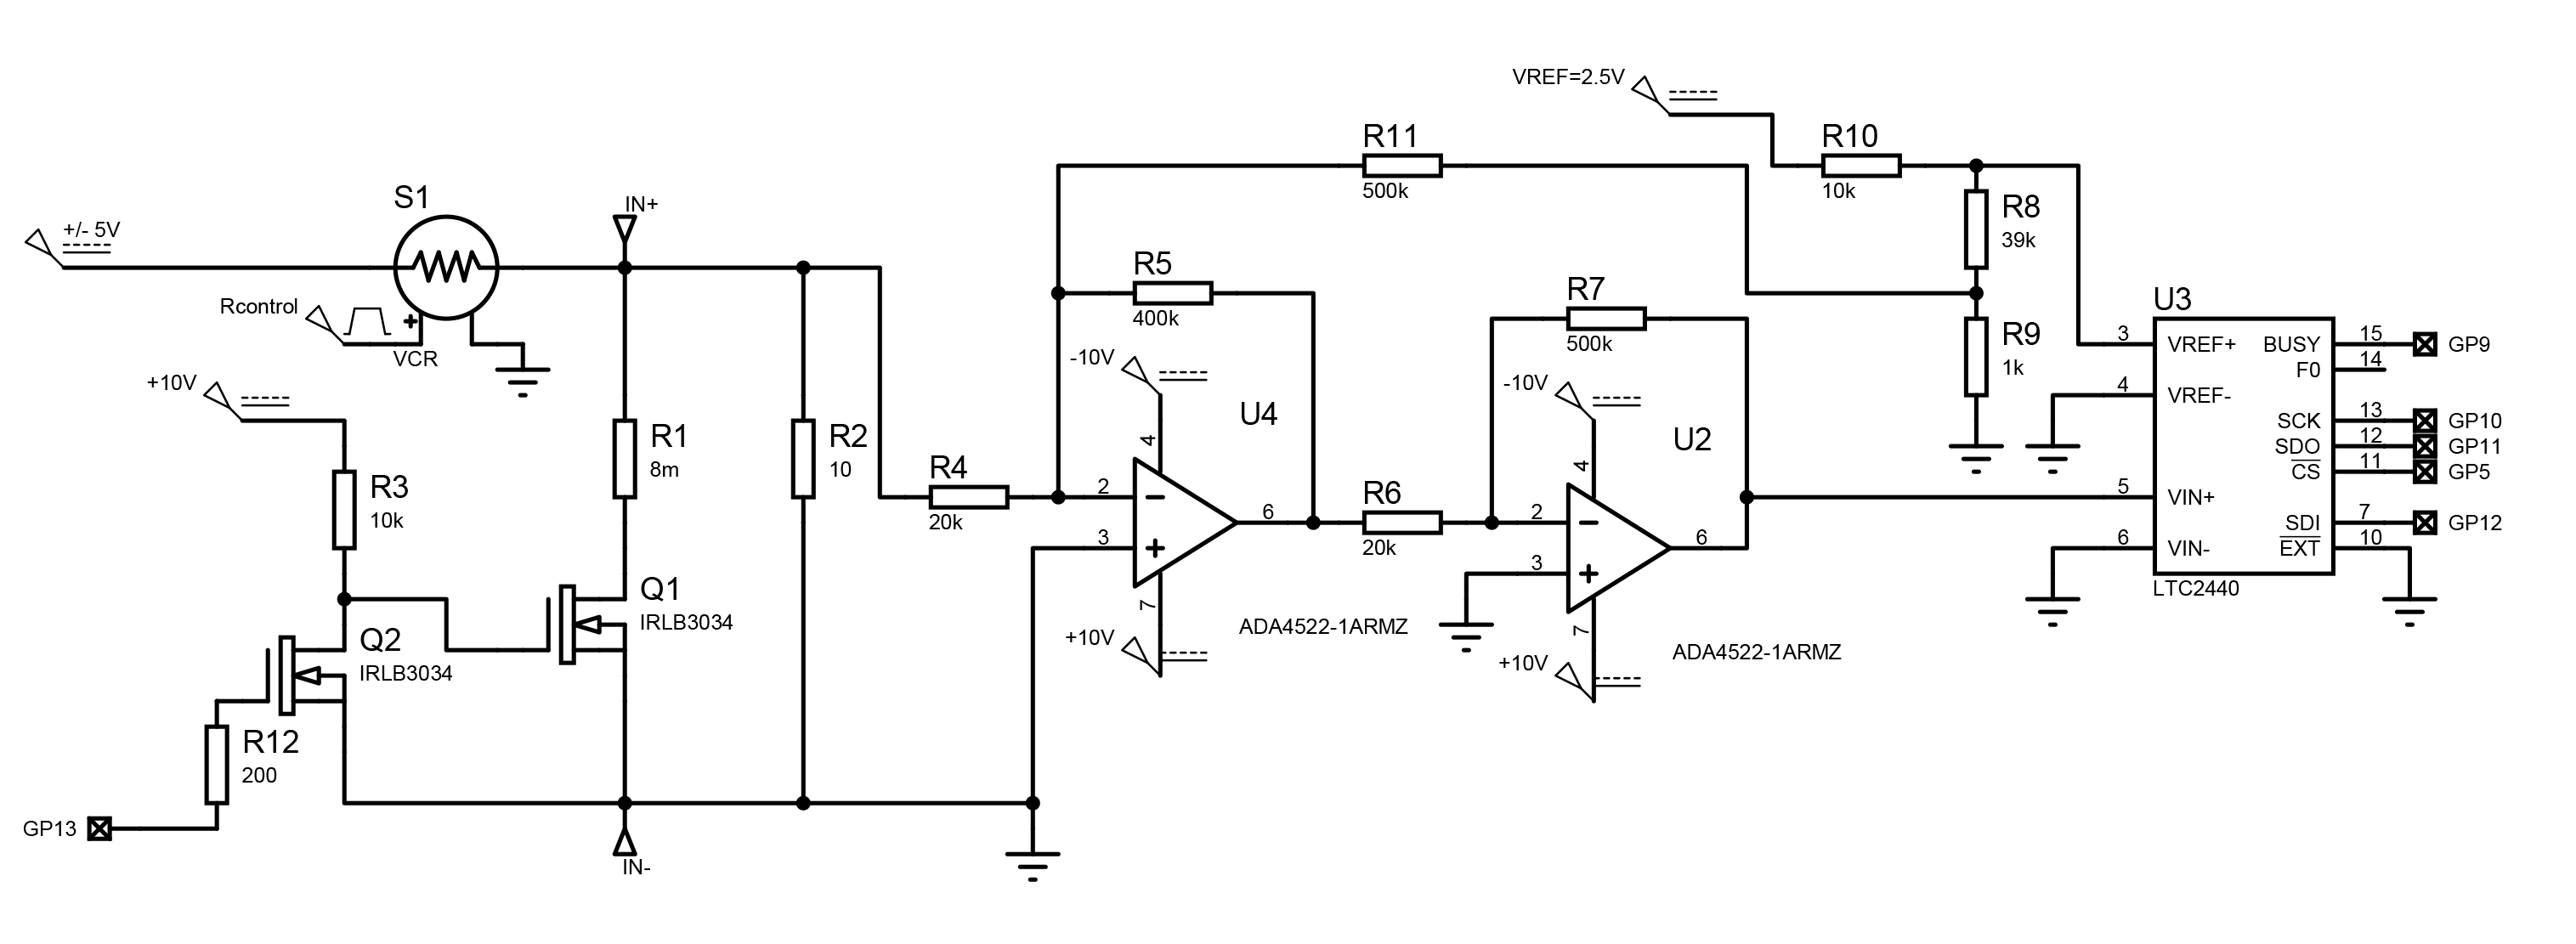 VREF=2.5V
R11
500k
R10
10k
S1
IN+
R8
39k
+/- 5V
R5
400k
R7
500k
U3
Rcontrol
+
VCR
R9
1k
3
VREF+
BUSY
15
GP9
F0
14
+10V
-10V
4
-10V
4
4
VREF-
SCK
13
GP10
SDO
12
GP11
CS
11
GP5
R1
8m
R2
10
U4
U2
R3
10k
R4
20k
2
R6
20k
5
VIN+
6
2
SDI
7
GP12
3
6
6
VIN-
EXT
10
3
LTC2440
Q1
IRLB3034
7
+10V
ADA4522-1ARMZ
7
+10V
ADA4522-1ARMZ
Q2
IRLB3034
R12
200
GP13
IN-